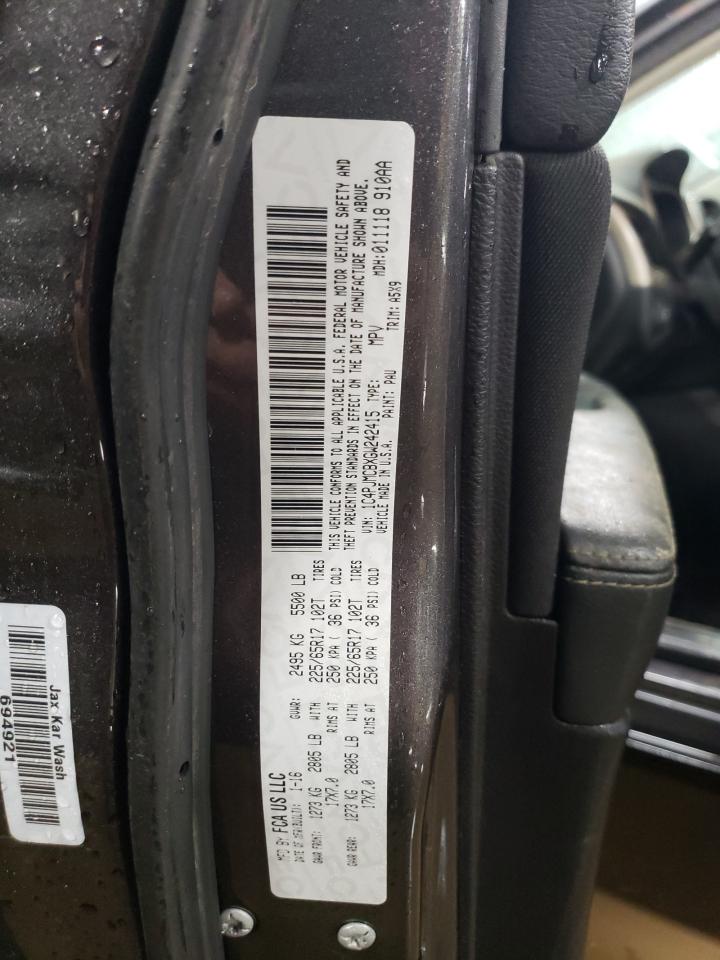 MFD BY FCA US LLC
DATE OF MFR(BUILT): 1-16 GVWR: 2495 KG 5500 LB
GAWR FRONT: 1273 KG 2805 LB WITH 225/65R17 102T TIRES
17X7.0 RIMS AT 250 KPA ( 36 PSI) COLD
GAWR REAR: 1273 KG 2805 LB WITH 225/65R17 102T TIRES
17X7.0 RIMS AT 250 KPA ( 36 PSI) COLD
THIS VEHICLE CONFORMS TO ALL APPLICABLE U.S.A. FEDERAL MOTOR VEHICLE SAFETY AND
THEFT PREVENTION STANDARDS IN EFFECT ON THE DATE OF MANUFACTURE SHOWN ABOVE.
VIN: 1C4PJMCBXGW242415 TYPE: MPV MDH:011118 910AA
VEHICLE MADE IN U.S.A. PAINT: PAU TRIM: A5X9
Jax Kar Wash
694921